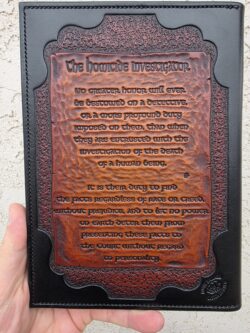 The Homicide Investigator
No greater honor will ever
be bestowed on a detective,
or a more profound duty
imposed on them, than when
they are entrusted with the
investigation of the death
of a human being.
It is their duty to find
the facts regardless of race or creed,
without prejudice, and to let no power
on earth deter them from
presenting these facts to
the court without regard
to personality.